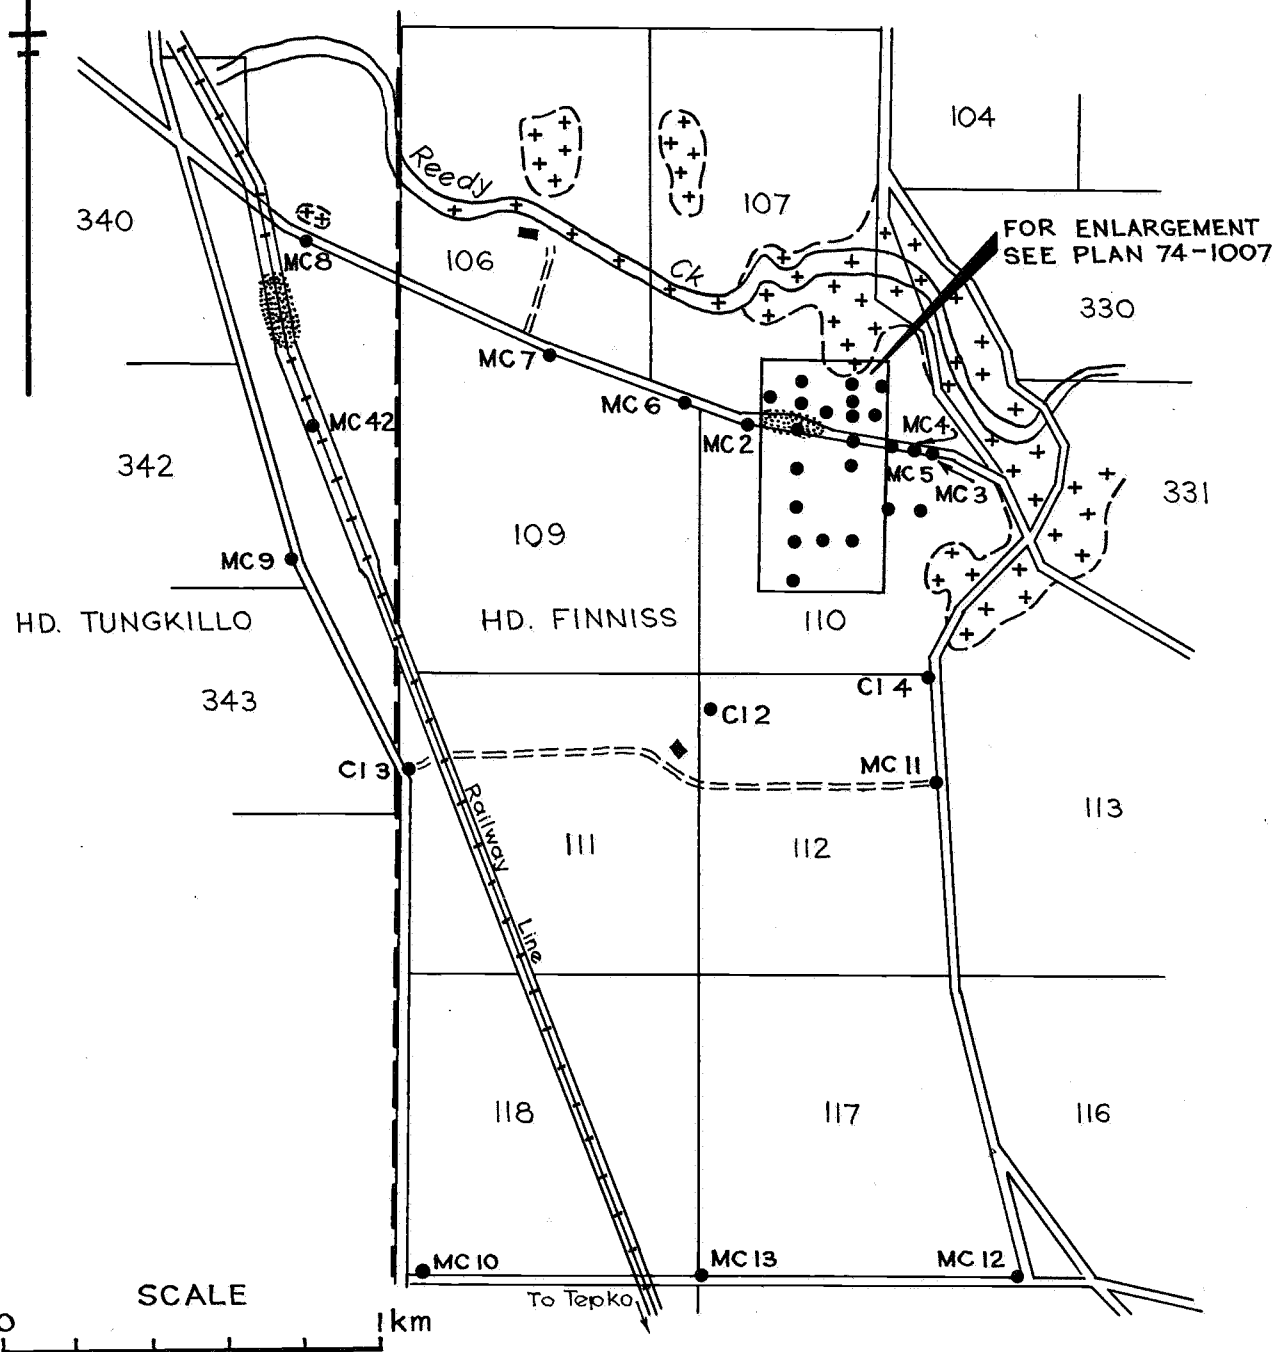 104
340
Reedy
107
FOR ENLARGEMENT
SEE PLAN 74-1007
MC8
106
Ck
330
MC7
MC6
MC42
MC2
MC4
342
MC5
MC3
331
109
MC9
HD. TUNGKILLO
HD. FINNISS
110
343
C14
C12
C13
MC11
Railway
111
112
113
Line
118
117
116
MC10
MC13
MC12
SCALE
To Tepko
0
1km